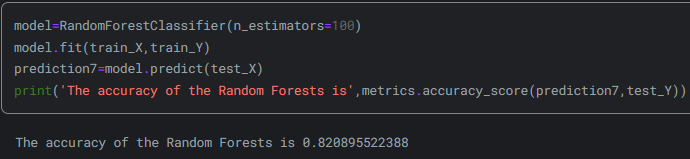 model=RandomForestClassifier(n_estimators=100)
model.fit(train_X,train_Y)
prediction7=model.predict(test_X)
print('The accuracy of the Random Forests is',metrics.accuracy_score(prediction7,test_Y))
The accuracy of the Random Forests is 0.820895522388